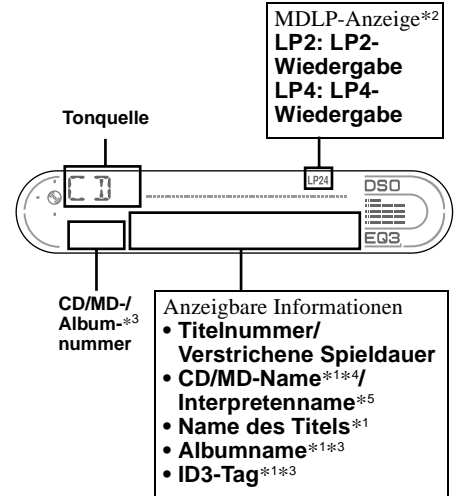 MDLP-Anzeige*2
LP2: LP2-
Wiedergabe
LP4: LP4-
Wiedergabe
Tonquelle
CD
LP24
DSO
EQ3
CD/MD-/
Album-*3
nummer
Anzeigbare Informationen
• Titelnummer/
Verstrichene Spieldauer
• CD/MD-Name*1*4/
Interpretenname*5
• Name des Titels*1
• Albumname*1*3
• ID3-Tag*1*3